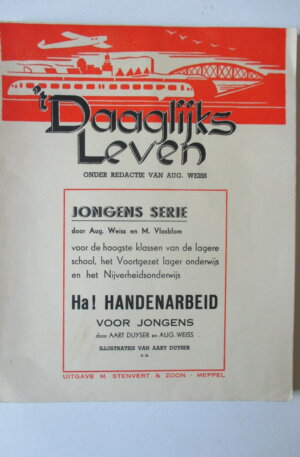 't Daaglijks
Leven
ONDER REDACTIE VAN AUG. WEISS
JONGENS SERIE
door Aug. Weiss en M. Vlasblom
voor de hoogste klassen van de lagere
school, het Voortgezet lager onderwijs
en het Nijverheidsonderwijs
Ha! HANDENARBEID
VOOR JONGENS
door AART DUYSER en AUG. WEISS
ILLUSTRATIES VAN AART DUYSER
UITGAVE M. STENVERT & ZOON - MEPPEL